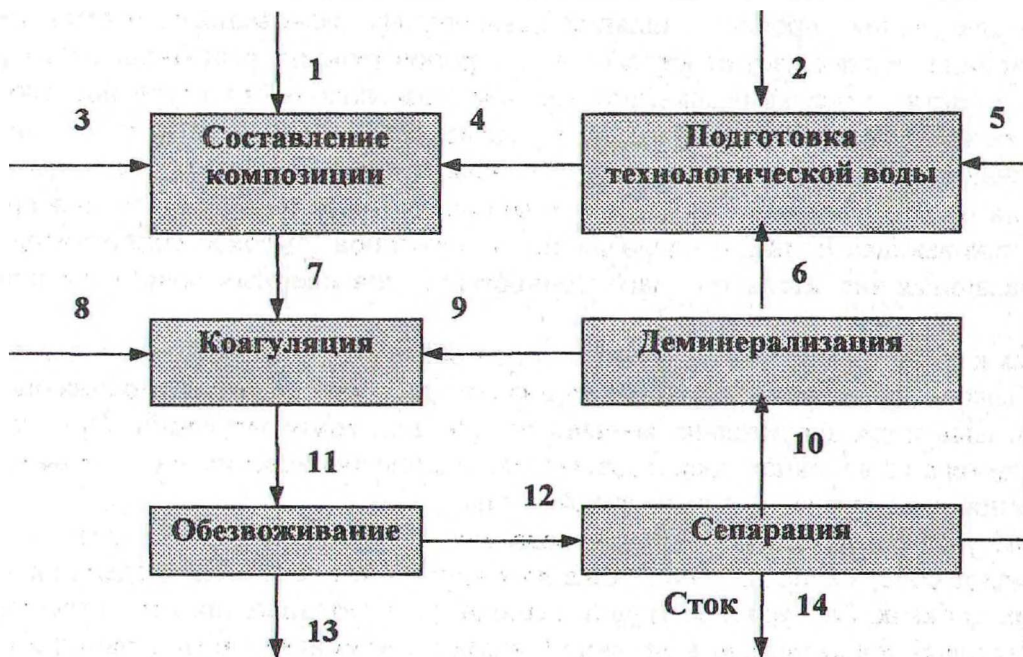 1
2
3
4
5
Составление
композиции
Подготовка
технологической воды
7
6
8
9
Коагуляция
Деминерализация
11
10
12
Обезвоживание
Сепарация
13
Сток
14